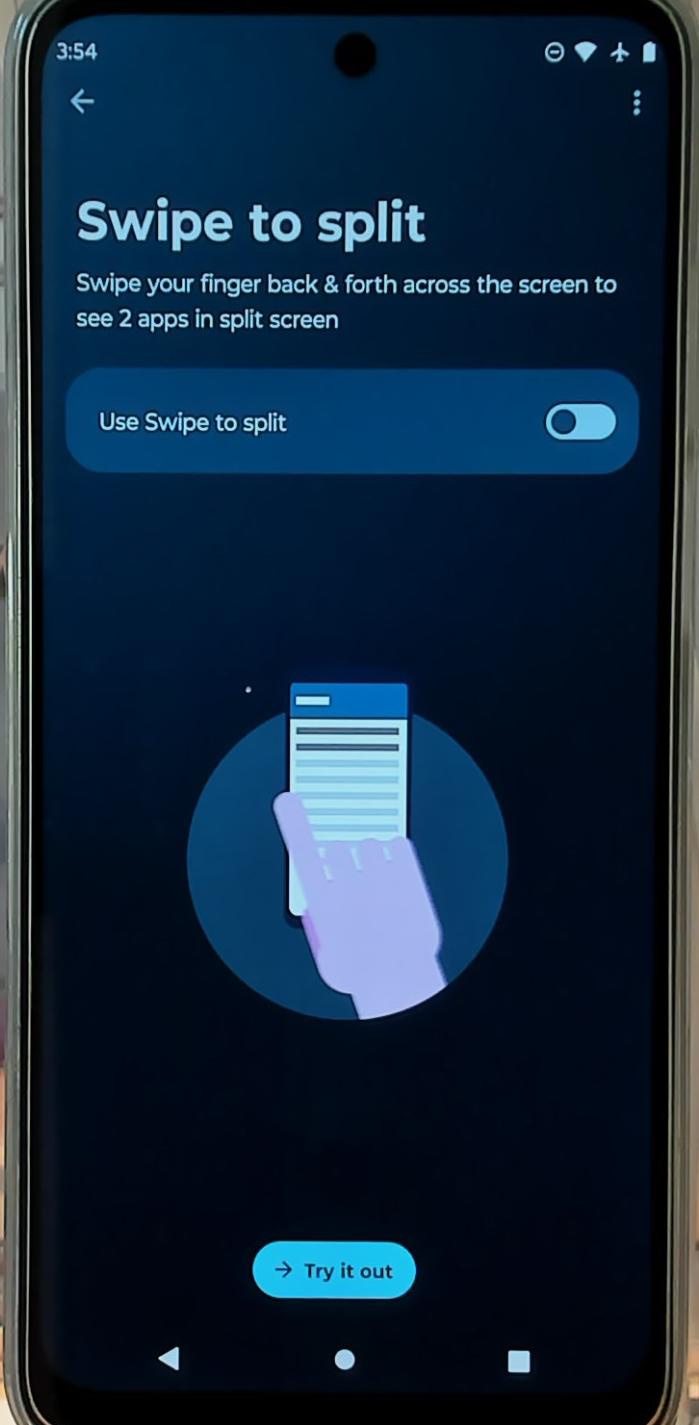 3:54
Swipe to split
Swipe your finger back & forth across the screen to
see 2 apps in split screen
Use Swipe to split
Try it out